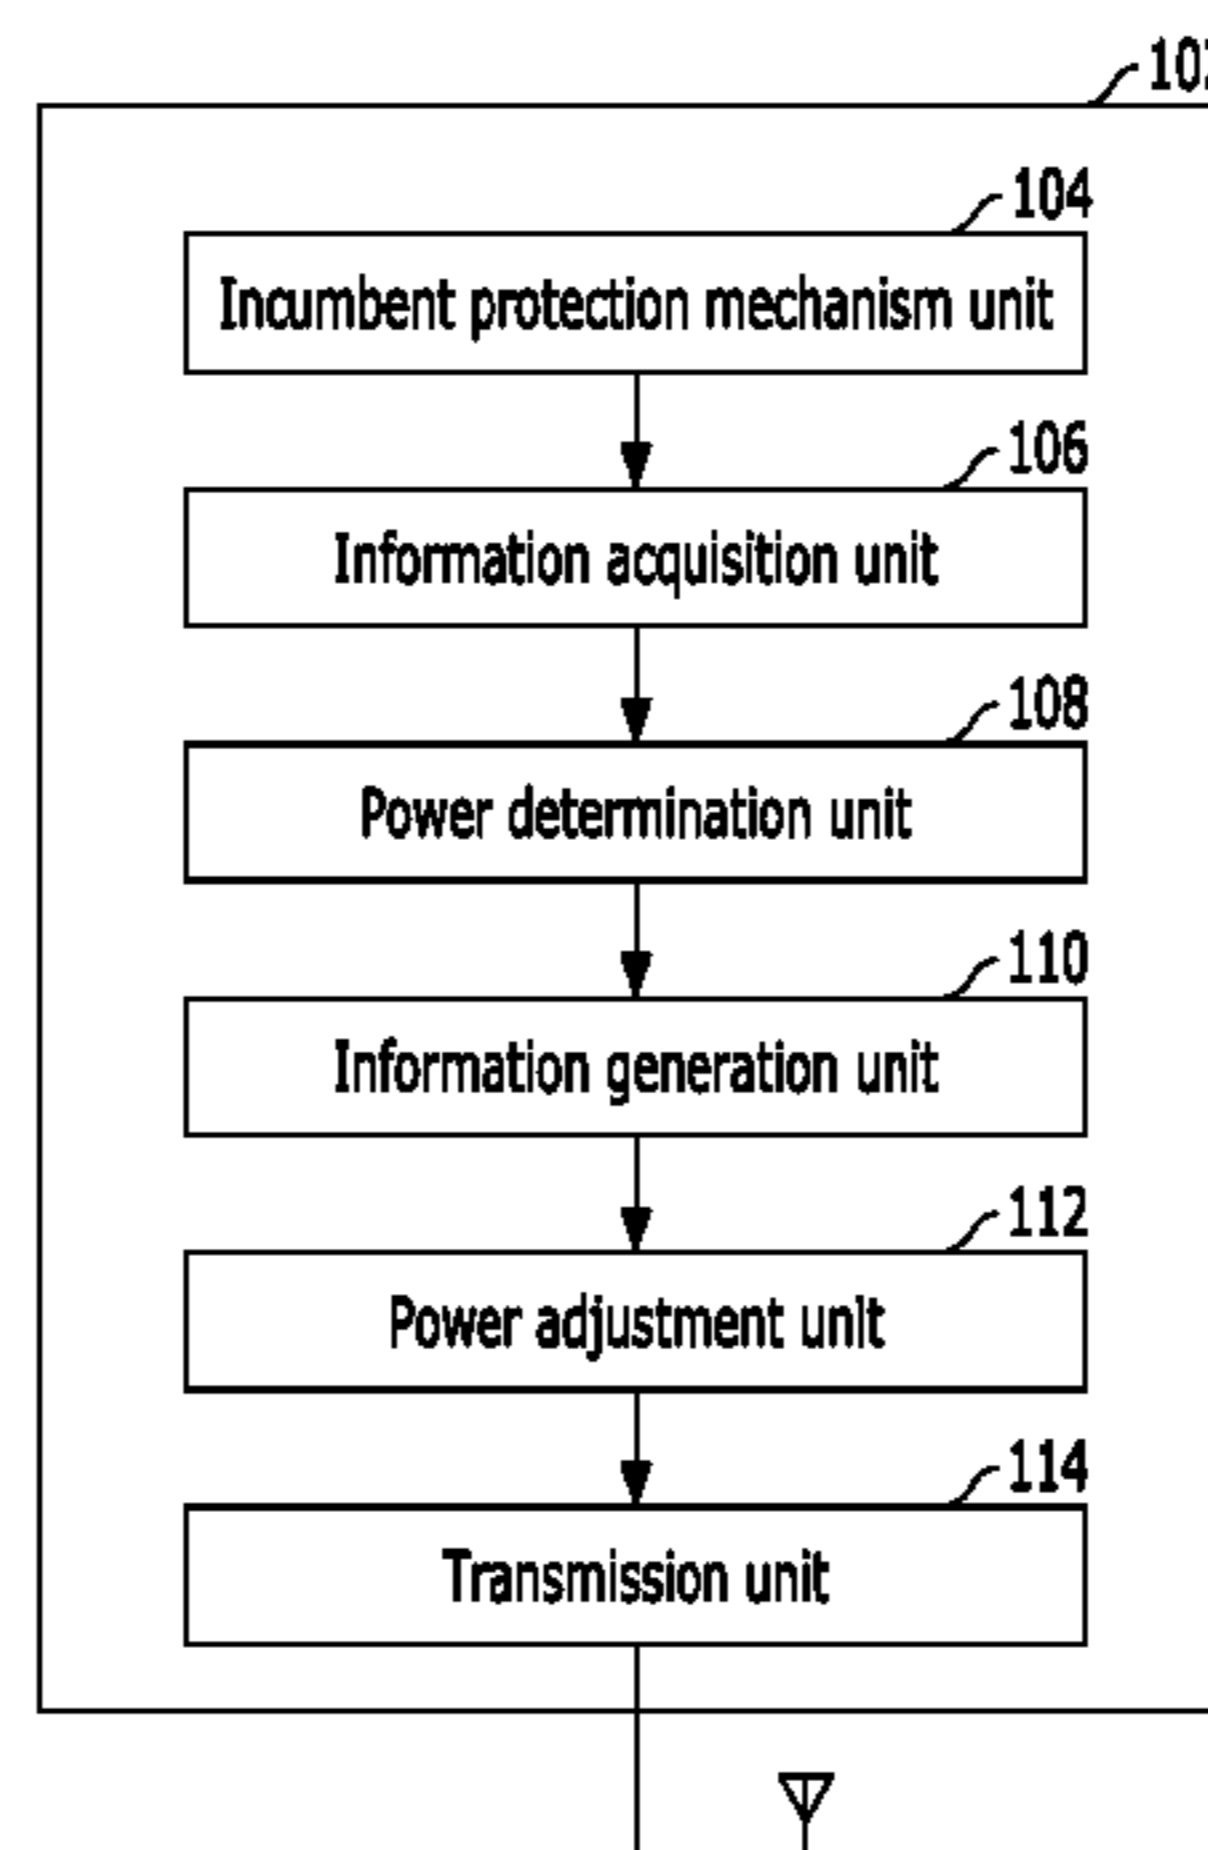 104
Incumbent protection mechanism unit
106
Information acquisition unit
108
Power determination unit
110
Information generation unit
112
Power adjustment unit
114
Transmission unit